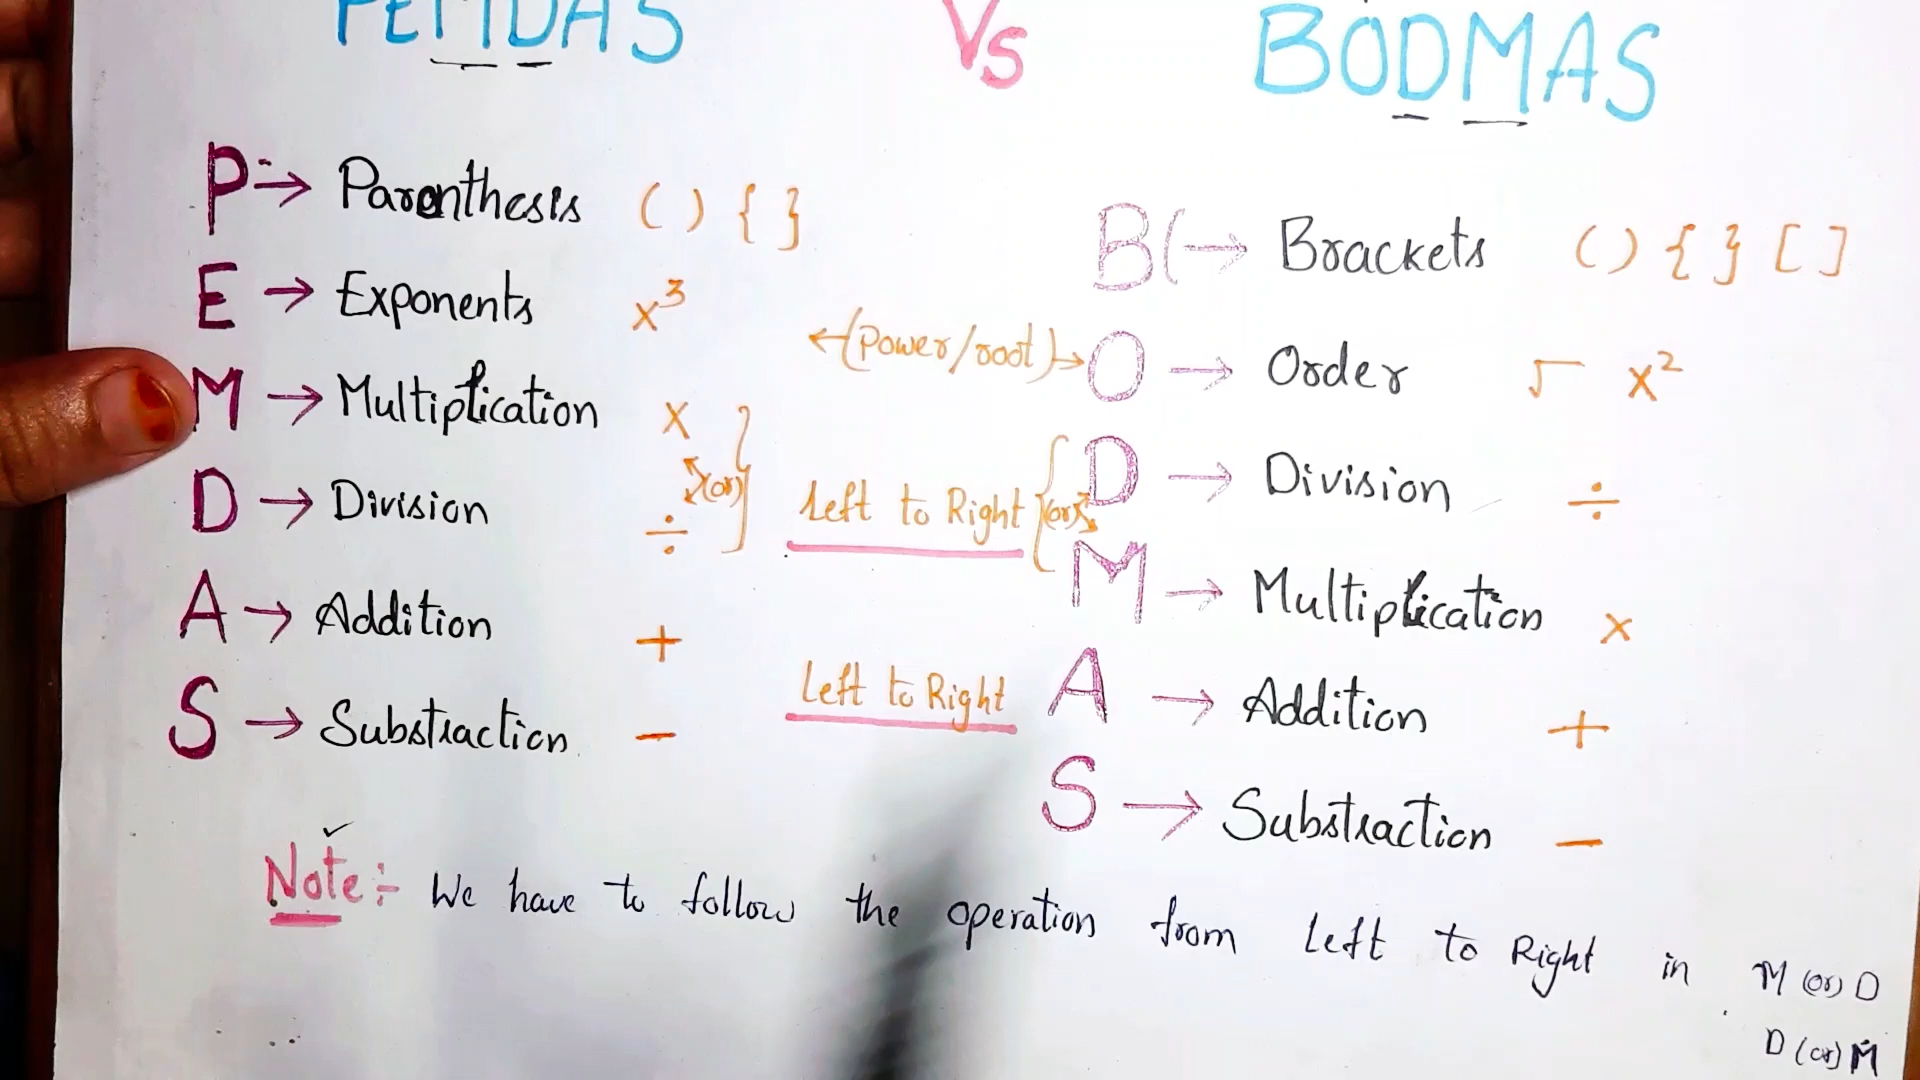 PEMDAS Vs BODMAS
P:→ Paranthesis ( ) { }
E → Exponents x³
M → Multiplication ×
(or)
D → Division ÷
A → Addition +
S → Substraction −
←(power/root)→
Left to Right
Left to Right
B(→ Brackets ( ) { } [ ]
O → Order √ x²
D → Division ÷
(or)
M → Multiplication ×
A → Addition +
S → Substraction −
Note:- We have to follow the operation from Left to Right in M (or) D
D (or) M